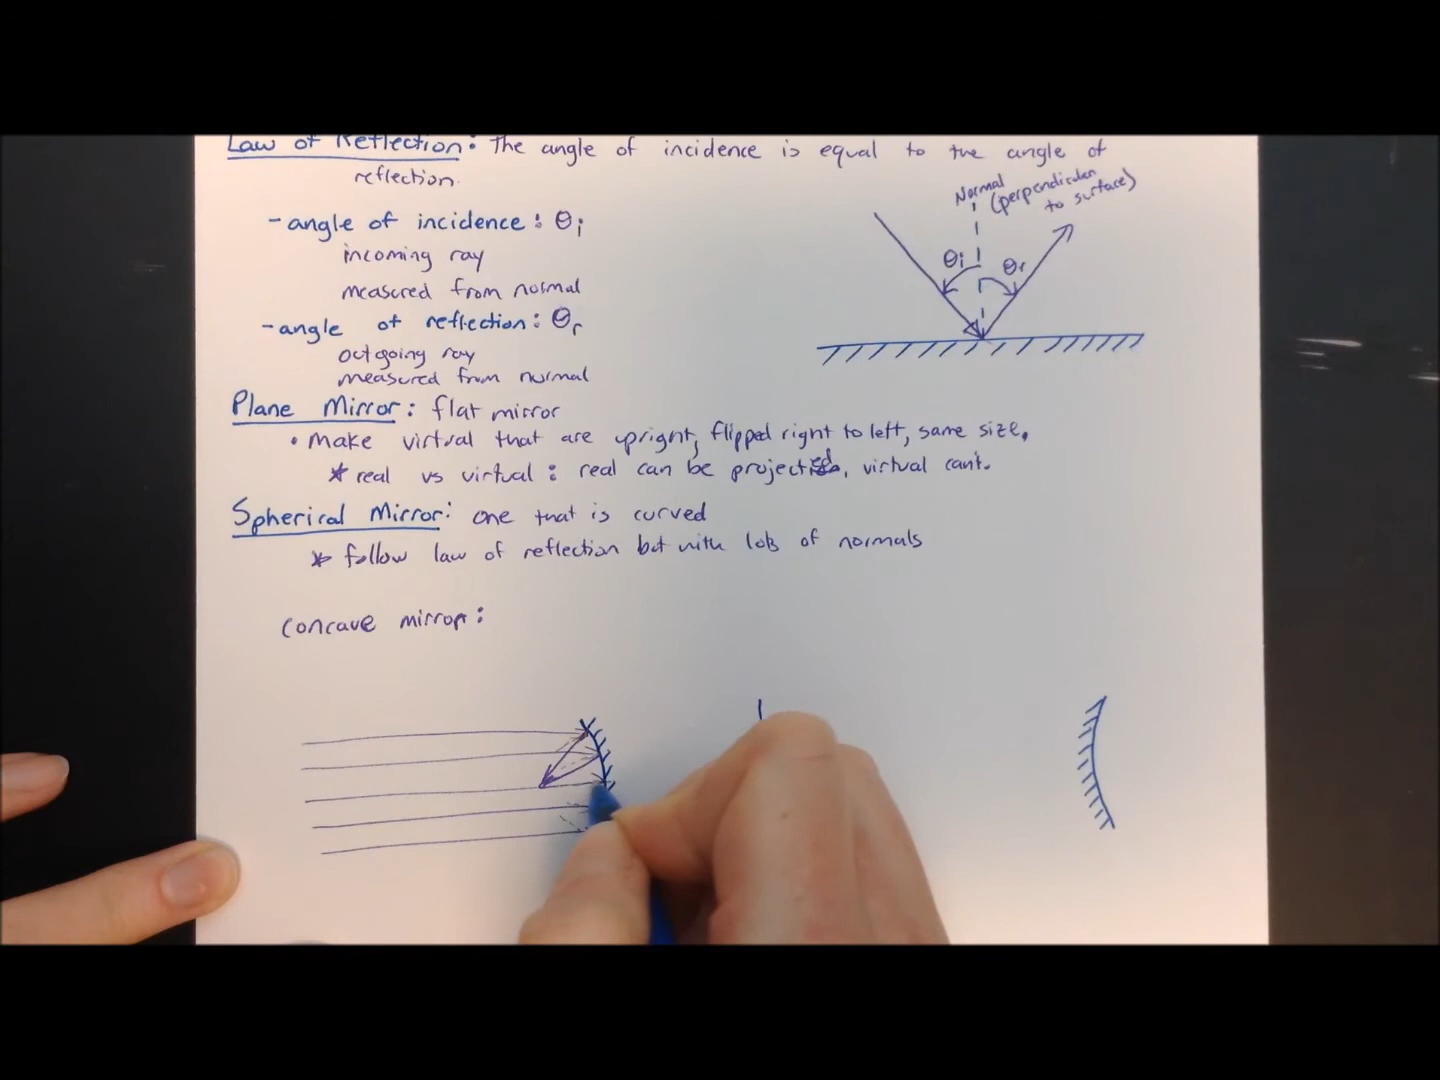 Law of Reflection: The angle of incidence is equal to the angle of
reflection.
Normal
(perpendicular
to surface)
- angle of incidence: θi
incoming ray
measured from normal
θi
θr
- angle of reflection: θr
outgoing ray
measured from normal
Plane Mirror: flat mirror
• Make virtual that are upright, flipped right to left, same size.
* real vs virtual: real can be projected, virtual can't.
Spherical Mirror: one that is curved
* follow law of reflection but with lots of normals
Concave mirror: